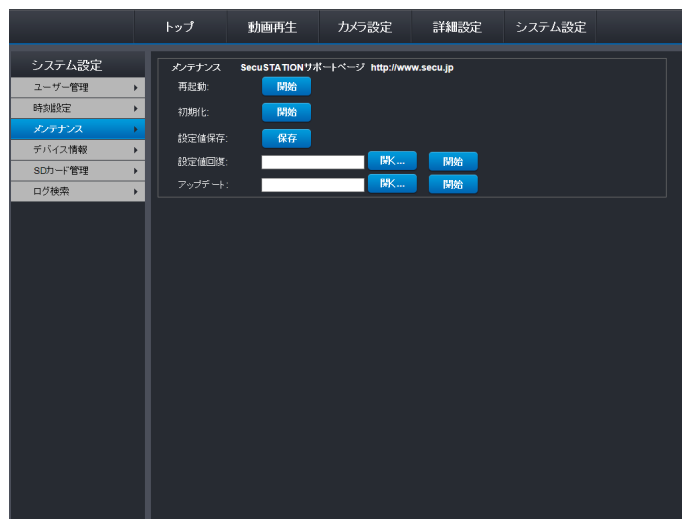 トップ 動画再生 カメラ設定 詳細設定 システム設定
システム設定
ユーザー管理
時刻設定
メンテナンス
デバイス情報
SDカード管理
ログ検索
メンテナンス SecuSTATIONサポートページ http://www.secu.jp
再起動: 開始
初期化: 開始
設定値保存: 保存
設定値回復: 開く... 開始
アップデート: 開く... 開始